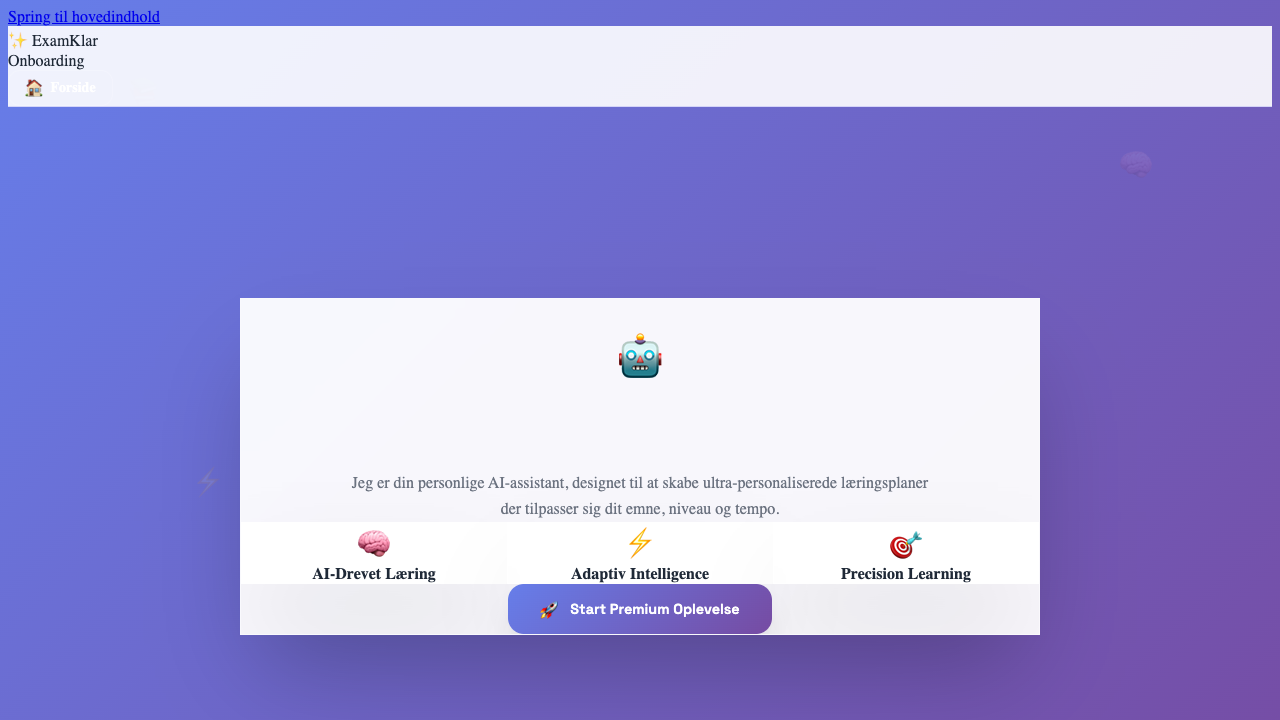 Spring til hovedindhold
✨ ExamKlar
Onboarding
🏠 Forside
Jeg er din personlige AI-assistant, designet til at skabe ultra-personaliserede læringsplaner
der tilpasser sig dit emne, niveau og tempo.
AI-Drevet Læring
Adaptiv Intelligence
Precision Learning
🚀 Start Premium Oplevelse